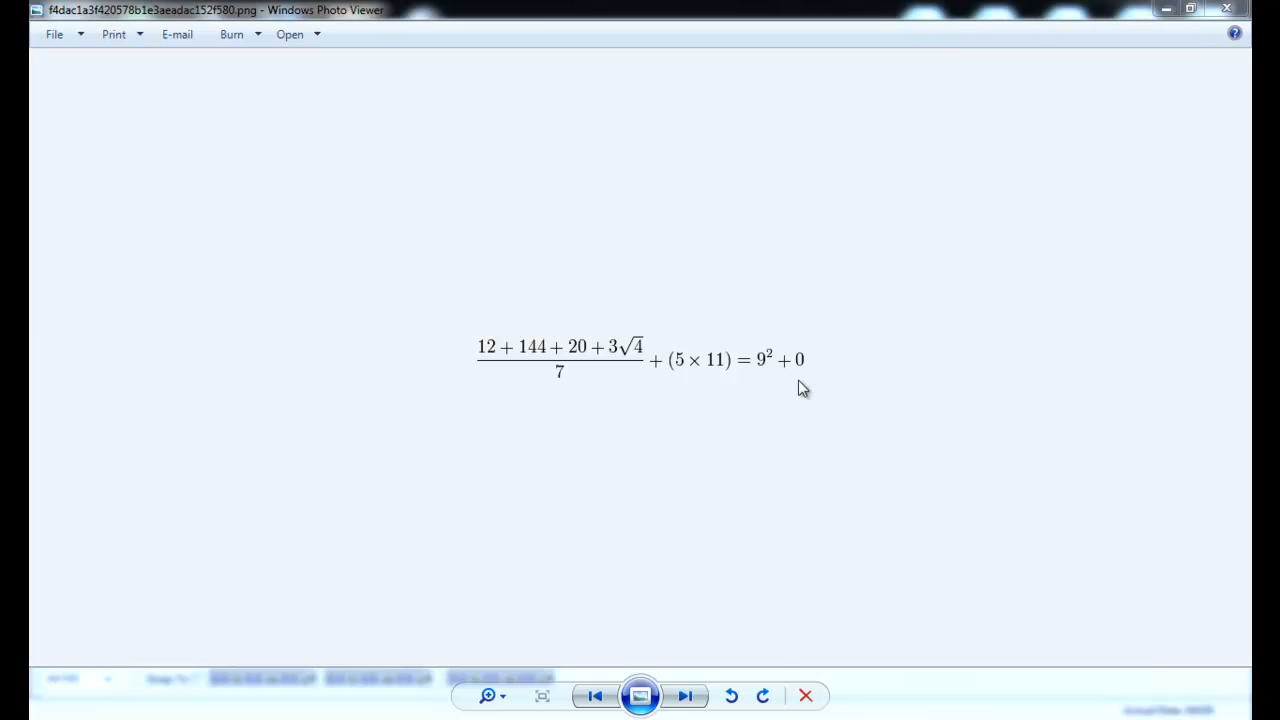 f4dac1a3f420578b1e3aeadac152f580.png - Windows Photo Viewer
File Print E-mail Burn Open
12 + 144 + 20 + 3√4
7
+ (5 × 11) = 9² + 0